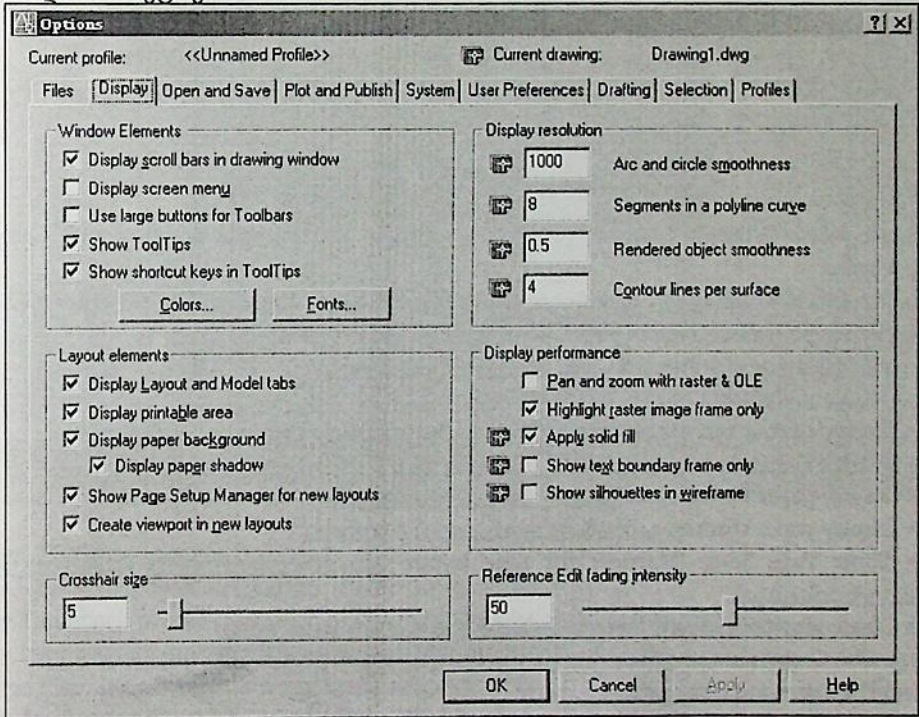 Options
Current profile: <<Unnamed Profile>> Current drawing: Drawing1.dwg
Files Display Open and Save Plot and Publish System User Preferences Drafting Selection Profiles
Window Elements
Display scroll bars in drawing window
Display screen menu
Use large buttons for Toolbars
Show ToolTips
Show shortcut keys in ToolTips
Colors... Fonts...
Display resolution
1000 Arc and circle smoothness
8 Segments in a polyline curve
0.5 Rendered object smoothness
4 Contour lines per surface
Layout elements
Display Layout and Model tabs
Display printable area
Display paper background
Display paper shadow
Show Page Setup Manager for new layouts
Create viewport in new layouts
Display performance
Pan and zoom with raster & OLE
Highlight raster image frame only
Apply solid fill
Show text boundary frame only
Show silhouettes in wireframe
Crosshair size
5
Reference Edit fading intensity
50
OK Cancel Apply Help